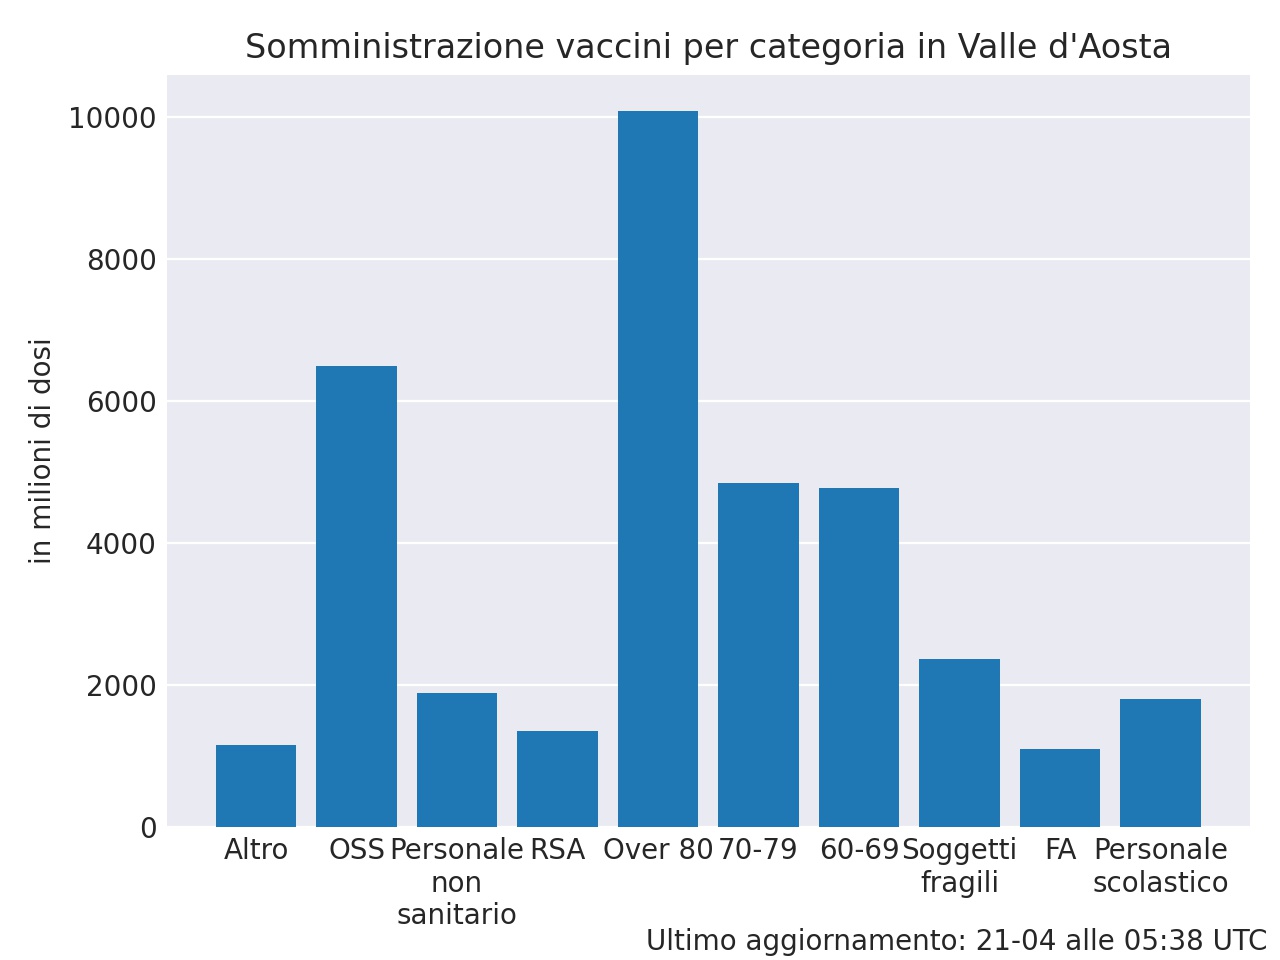 Somministrazione vaccini per categoria in Valle d'Aosta
in milioni di dosi
10000
8000
6000
4000
2000
0
Altro
OSS
Personale
non
sanitario
RSA
Over 80
70-79
60-69
Soggetti
fragili
FA
Personale
scolastico
Ultimo aggiornamento: 21-04 alle 05:38 UTC